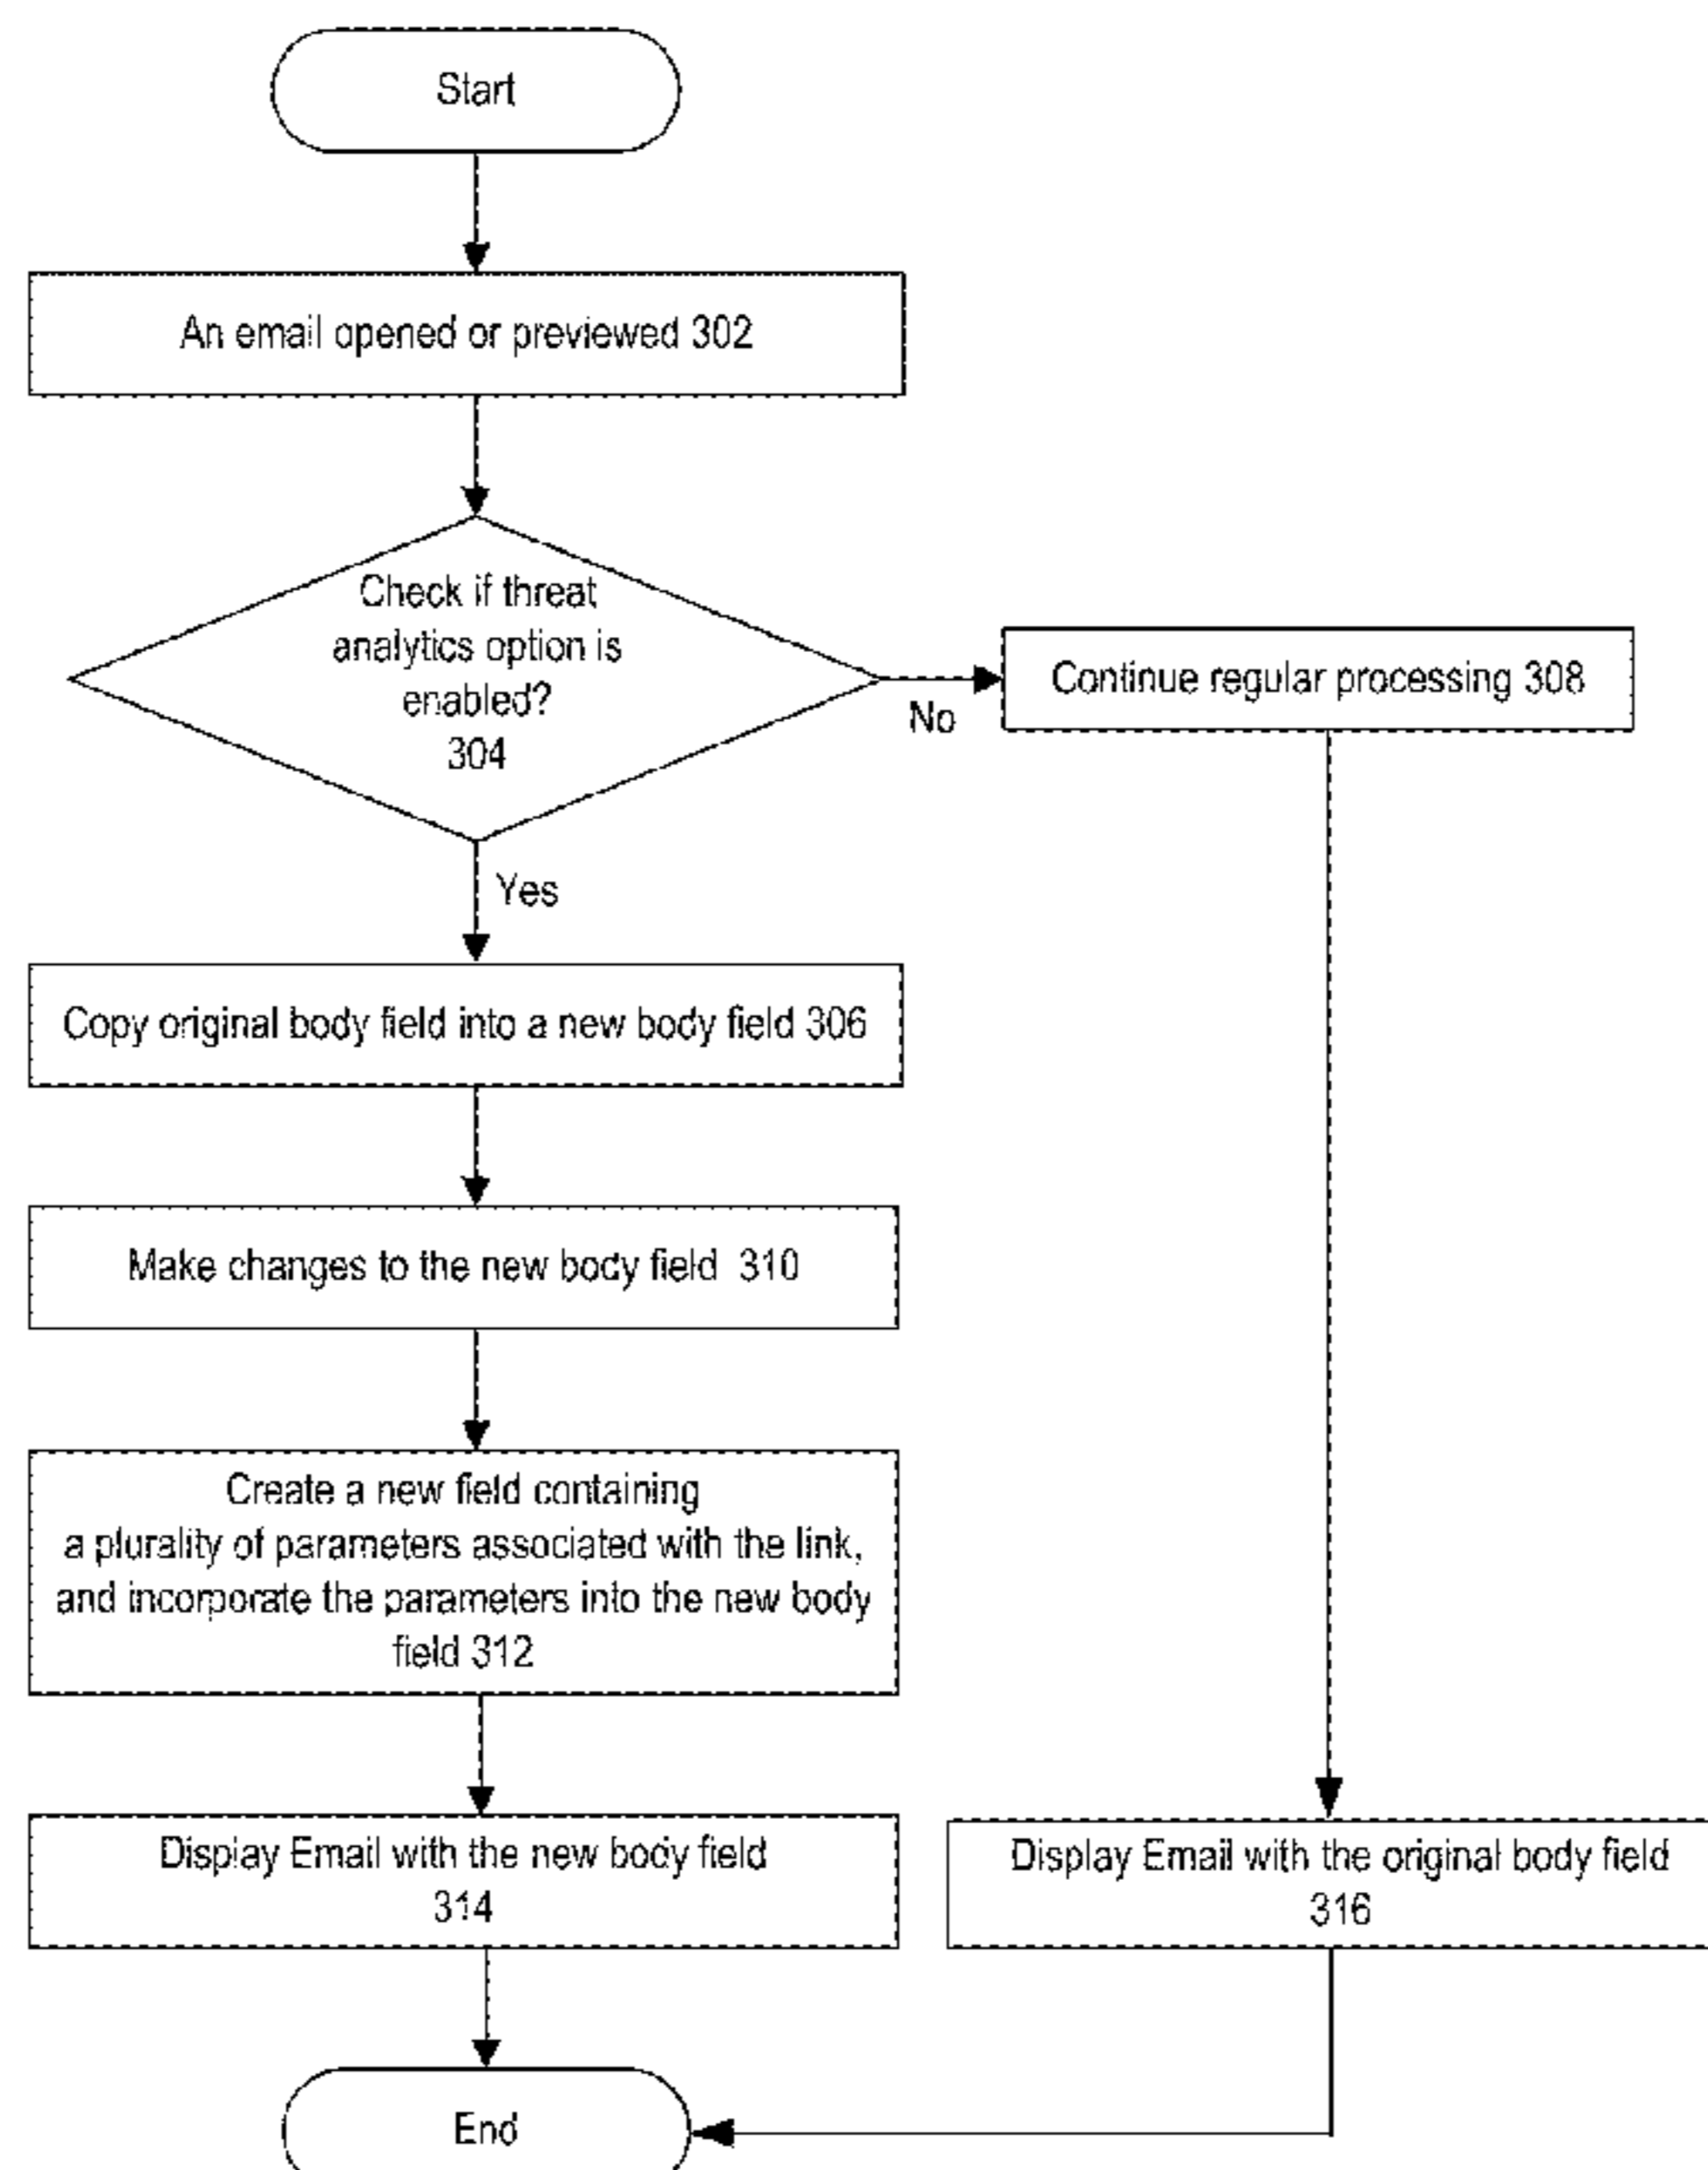 Start
An email opened or previewed 302
Check if threat
analytics option is
enabled?
304
No
Continue regular processing 308
Yes
Copy original body field into a new body field 306
Make changes to the new body field 310
Create a new field containing
a plurality of parameters associated with the link,
and incorporate the parameters into the new body
field 312
Display Email with the new body field
314
Display Email with the original body field
316
End